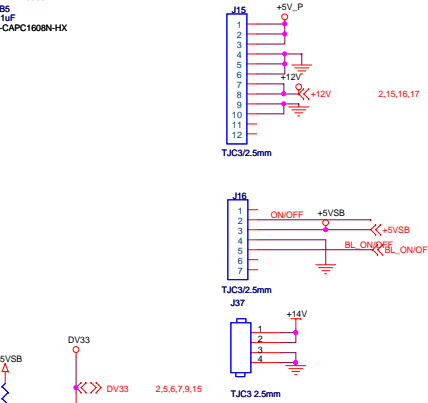 B5
1uF
-CAPC1608N-HX
J15
+5V_P
1
2
3
4
5
6
7
8
9
10
11
12
+12V
+12V
2,15,16,17
TJC3/2.5mm
J16
1
2
3
4
5
6
7
ON/OFF
+5VSB
+5VSB
BL_ON/OFF
BL_ON/OF
TJC3/2.5mm
J37
+14V
1
2
3
4
TJC3 2.5mm
5VSB
DV33
DV33
2,5,6,7,9,15